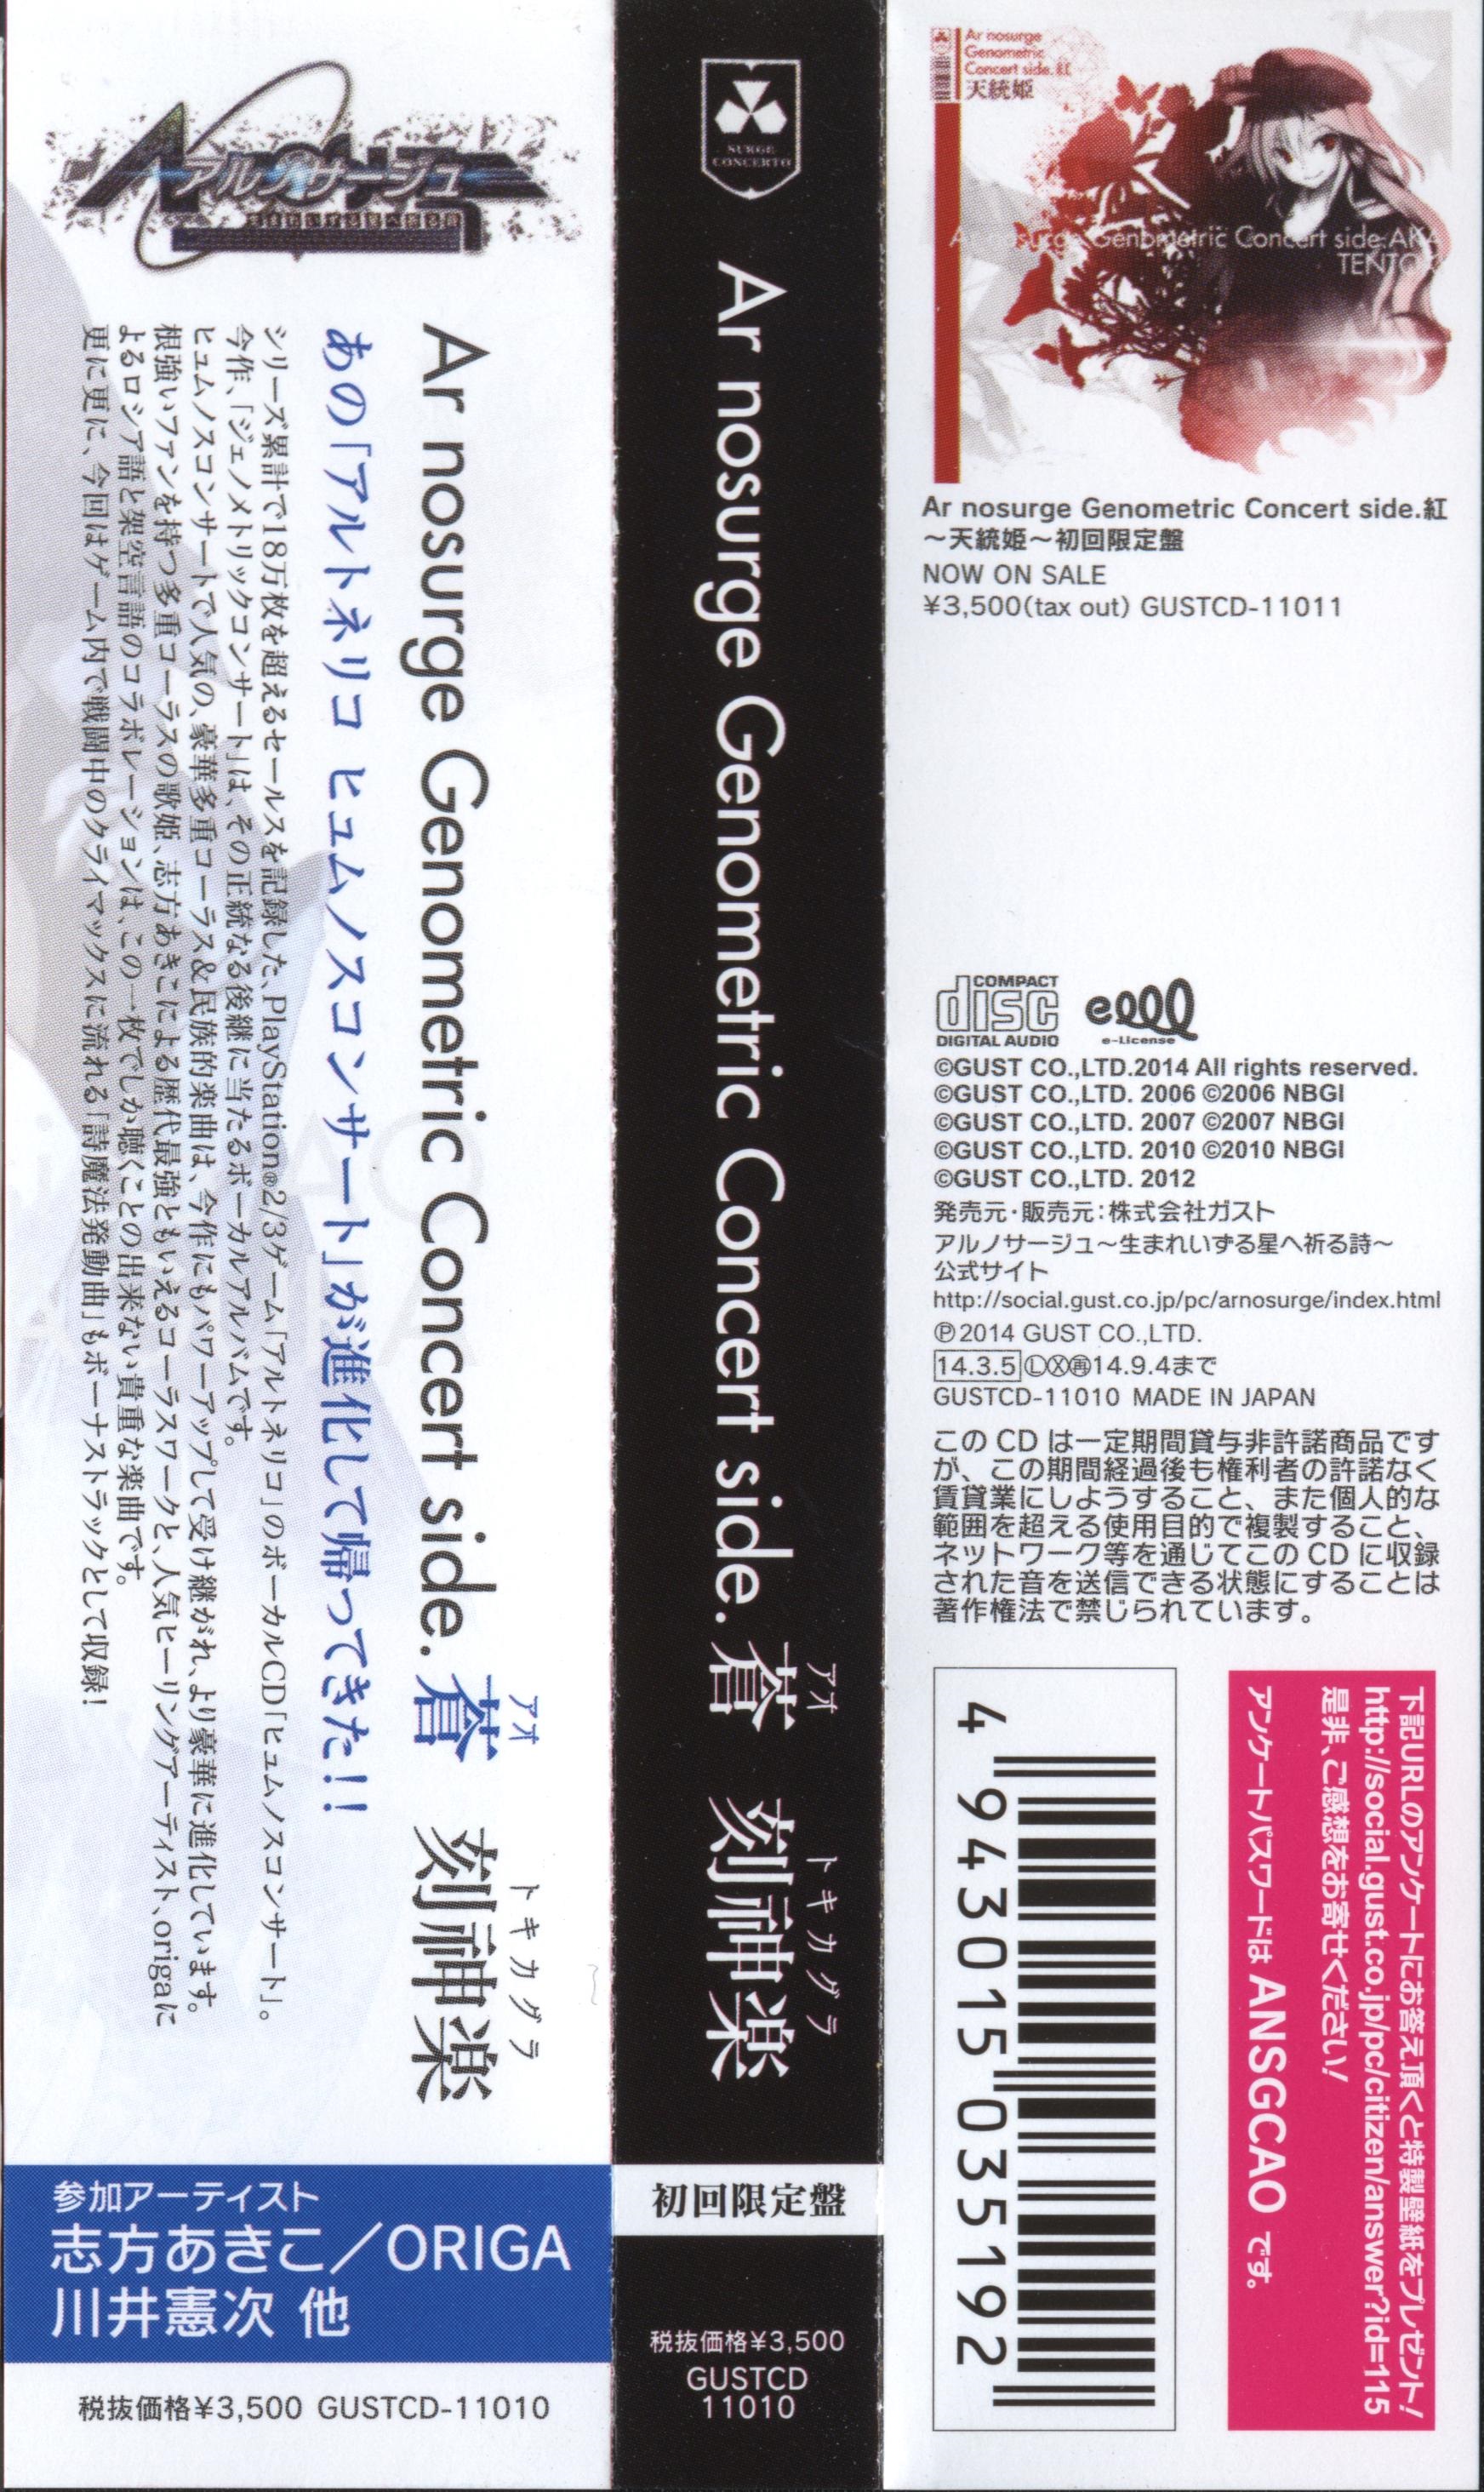 アルノサージュ
Ar nosurge Genometric Concert side. 蒼 刻神楽
アオ トキカグラ
あの「アルトネリコ ヒュムノスコンサート」が進化して帰ってきた!!
シリーズ累計で18万枚を超えるセールスを記録した、PlayStation®2/3ゲーム「アルトネリコ」のボーカルCD「ヒュムノスコンサート」。
今作、「ジェノメトリックコンサート」は、その正統なる後継に当たるボーカルアルバムです。
ヒュムノスコンサートで人気の、豪華多重コーラス&民族的楽曲は、今作にもパワーアップして受け継がれ、より豪華に進化しています。
根強いファンを持つ多重コーラスの歌姫、志方あきこによる歴代最強ともいえるコーラスワークと、人気ヒーリングアーティスト、origaに
よるロシア語と架空言語のコラボレーションは、この一枚でしか聴くことの出来ない貴重な楽曲です。
更に更に、今回はゲーム内で戦闘中のクライマックスに流れる「詩魔法発動曲」もボーナストラックとして収録!
参加アーティスト
志方あきこ／ORIGA
川井憲次 他
税抜価格¥3,500 GUSTCD-11010
SURGE
CONCERTO
Ar nosurge Genometric Concert side. 蒼 刻神楽
アオ トキカグラ
初回限定盤
税抜価格¥3,500
GUSTCD
11010
Ar nosurge
Genometric
Concert side.紅
天統姫
Ar nosurge Genometric Concert side.AKA
Ar nosurge Genometric Concert side.紅
～天統姫～初回限定盤
NOW ON SALE
¥3,500(tax out) GUSTCD-11011
COMPACT
disc
DIGITAL AUDIO
e-License
©GUST CO.,LTD.2014 All rights reserved.
©GUST CO.,LTD. 2006 ©2006 NBGI
©GUST CO.,LTD. 2007 ©2007 NBGI
©GUST CO.,LTD. 2010 ©2010 NBGI
©GUST CO.,LTD. 2012
発売元・販売元:株式会社ガスト
アルノサージュ～生まれいずる星へ祈る詩～
公式サイト
http://social.gust.co.jp/pc/arnosurge/index.html
℗2014 GUST CO.,LTD.
14.3.5 ⓁⓍ㊞14.9.4まで
GUSTCD-11010 MADE IN JAPAN
この CD は一定期間貸与非許諾商品です
が、この期間経過後も権利者の許諾なく
賃貸業にしようすること、また個人的な
範囲を超える使用目的で複製すること、
ネットワーク等を通じてこの CD に収録
された音を送信できる状態にすることは
著作権法で禁じられています。
4 943015 035192
下記URLのアンケートにお答え頂くと特製壁紙をプレゼント!
http://social.gust.co.jp/pc/citizen/answer?id=115
是非、ご感想をお寄せください!
アンケートパスワードは ANSGCAO です。